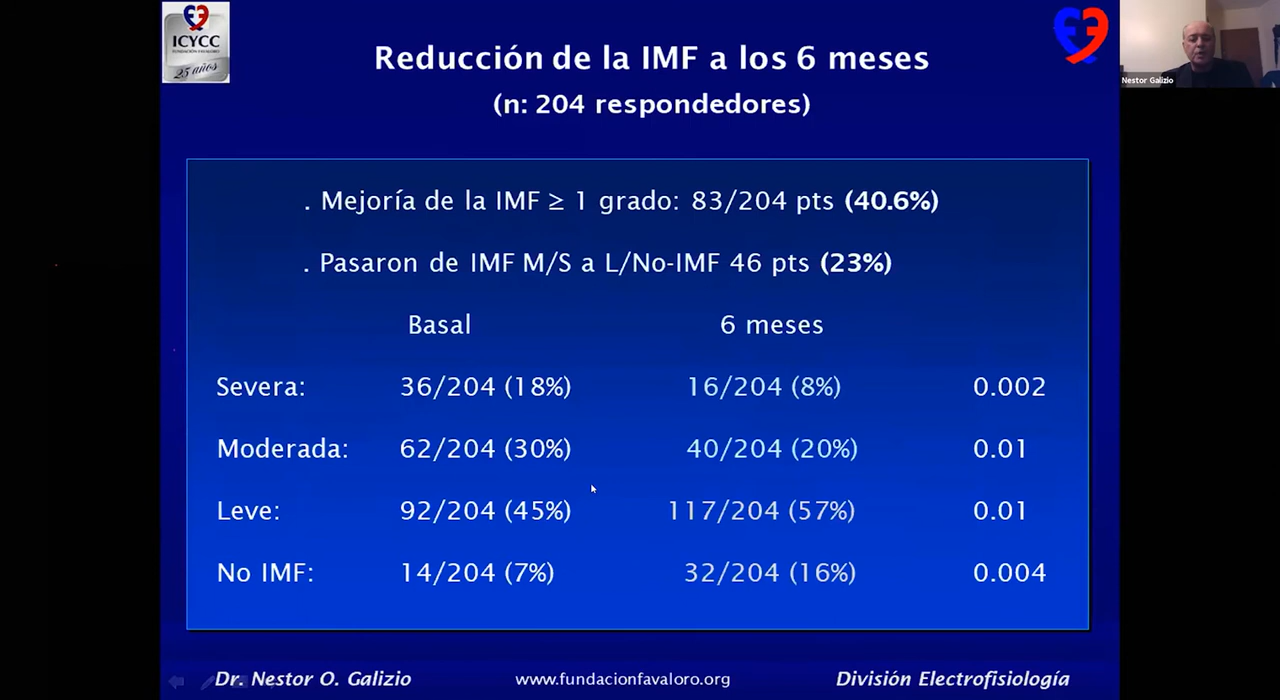 ICYCC
FUNDACIÓN FAVALORO
25 años
Reducción de la IMF a los 6 meses
(n: 204 respondedores)
Nestor Galizio
. Mejoría de la IMF ≥ 1 grado: 83/204 pts (40.6%)
. Pasaron de IMF M/S a L/No-IMF 46 pts (23%)
Basal 6 meses
Severa: 36/204 (18%) 16/204 (8%) 0.002
Moderada: 62/204 (30%) 40/204 (20%) 0.01
Leve: 92/204 (45%) 117/204 (57%) 0.01
No IMF: 14/204 (7%) 32/204 (16%) 0.004
Dr. Nestor O. Galizio www.fundacionfavaloro.org División Electrofisiología